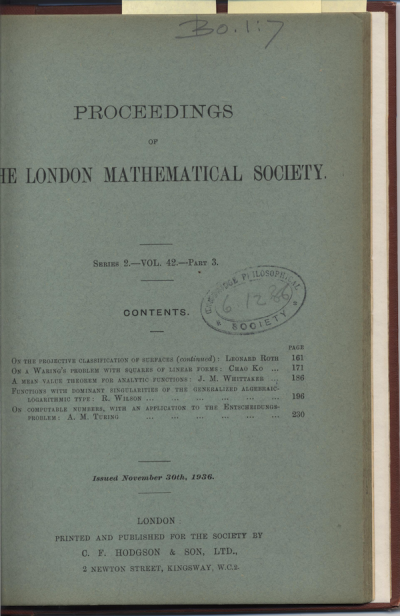 Bo.1:7
PROCEEDINGS
OF
HE LONDON MATHEMATICAL SOCIETY.
SERIES 2.—VOL. 42.—PART 3.
CAMBRIDGE PHILOSOPHICAL
SOCIETY
CONTENTS.
PAGE
ON THE PROJECTIVE CLASSIFICATION OF SURFACES (continued): LEONARD ROTH 161
ON A WARING'S PROBLEM WITH SQUARES OF LINEAR FORMS: CHAO KO ... 171
A MEAN VALUE THEOREM FOR ANALYTIC FUNCTIONS: J. M. WHITTAKER ... 186
FUNCTIONS WITH DOMINANT SINGULARITIES OF THE GENERALIZED ALGEBRAIC-
LOGARITHMIC TYPE: R. WILSON ... ... ... ... ... ... 196
ON COMPUTABLE NUMBERS, WITH AN APPLICATION TO THE ENTSCHEIDUNGS-
PROBLEM: A. M. TURING ... ... ... ... ... 230
Issued November 30th, 1936.
LONDON
PRINTED AND PUBLISHED FOR THE SOCIETY BY
C. F. HODGSON & SON, LTD.,
2 NEWTON STREET, KINGSWAY, W.C.2.